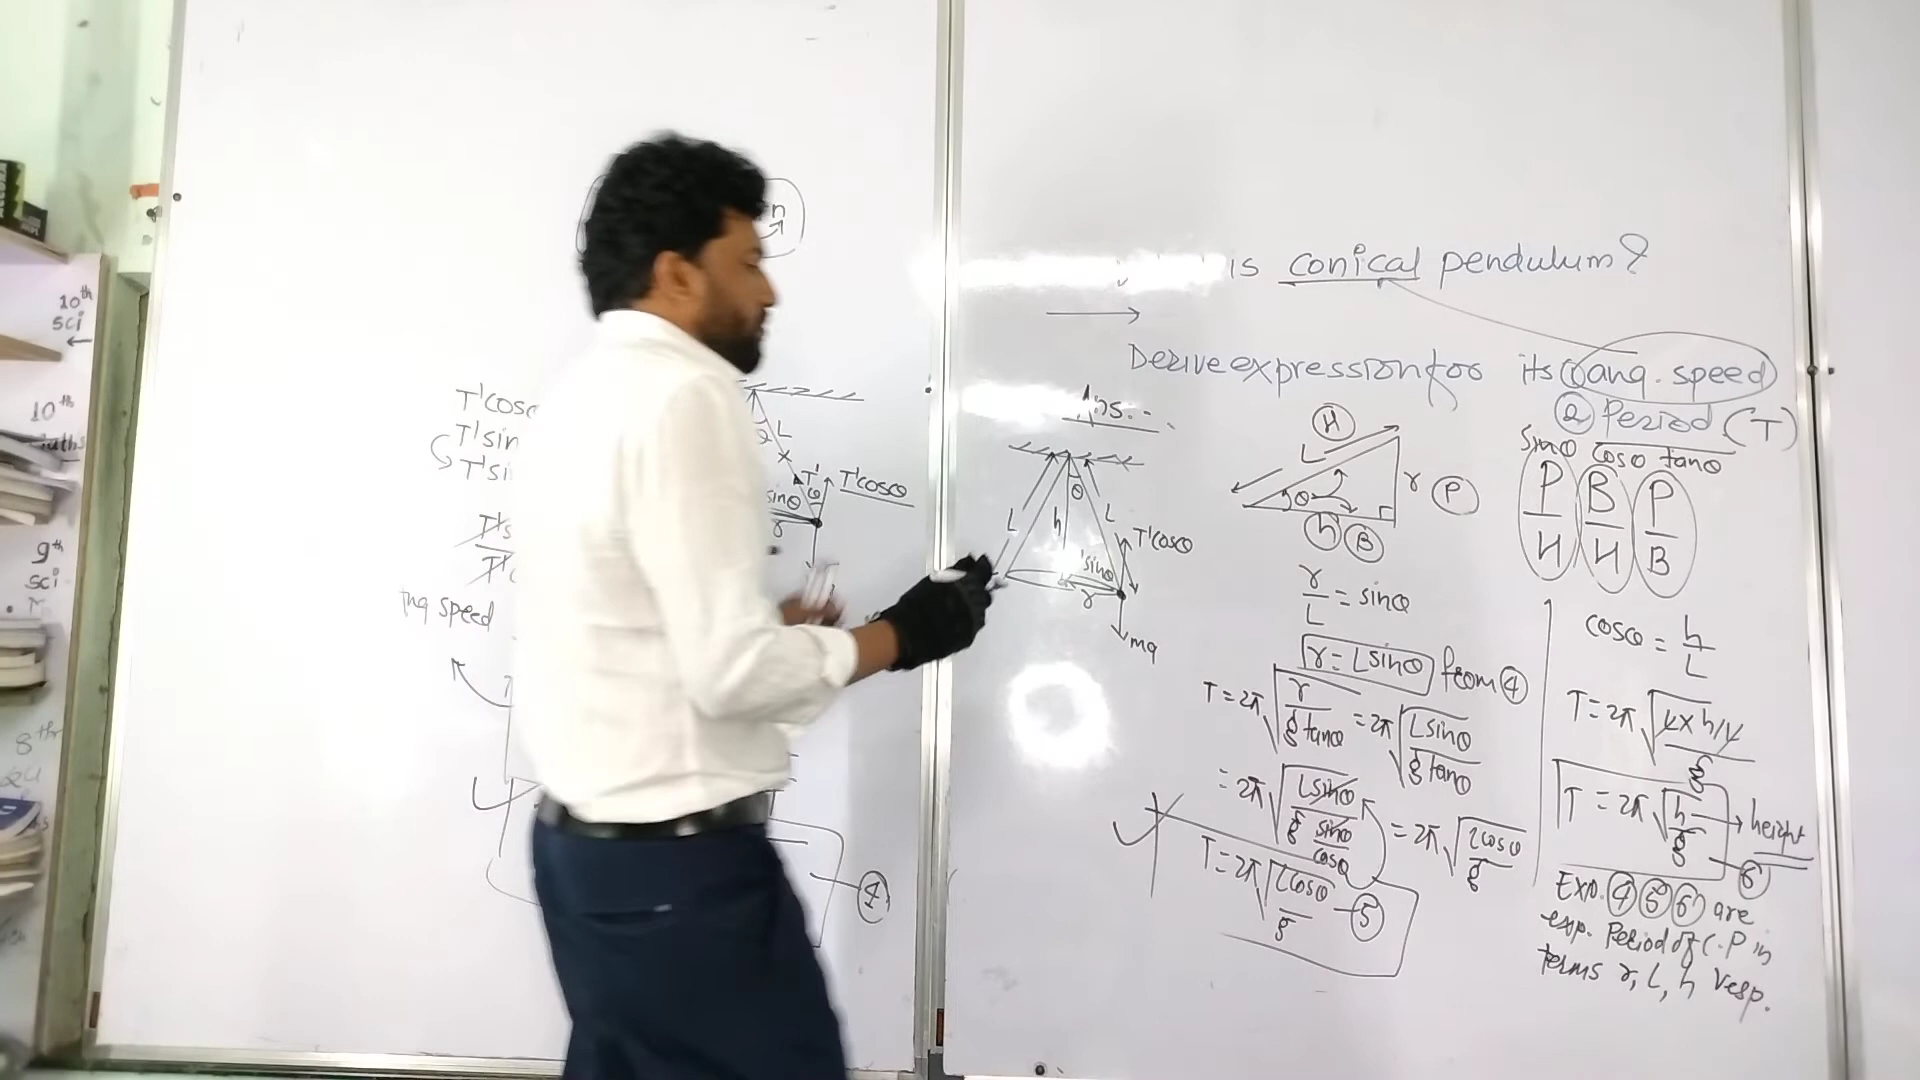 10th
sci
10th
9th
sci
8th
n
T'cos
T'sin
T'si
L
T'
T'cosθ
sinθ
r
ang speed
4
is conical pendulum?
Derive expression for its ① ang. speed
② Period (T)
Ans. -
L
θ
h
L
T'cosθ
sinθ
r
mg
H
L
θ
r P
h B
sinθ cosθ tanθ
P/H B/H P/B
r/L = sinθ
r = Lsinθ from ④
T = 2π√(r/g tanθ) = 2π√(Lsinθ/g tanθ)
= 2π√(Lsinθ/g sinθ/cosθ) = 2π√(Lcosθ/g)
T = 2π√(Lcosθ/g) - ⑤
cosθ = h/L
T = 2π√(L×h/L/g)
T = 2π√(h/g) → height
⑥
Exp. ④ ⑤ ⑥ are
exp. Period of C.P in
terms r, L, h resp.